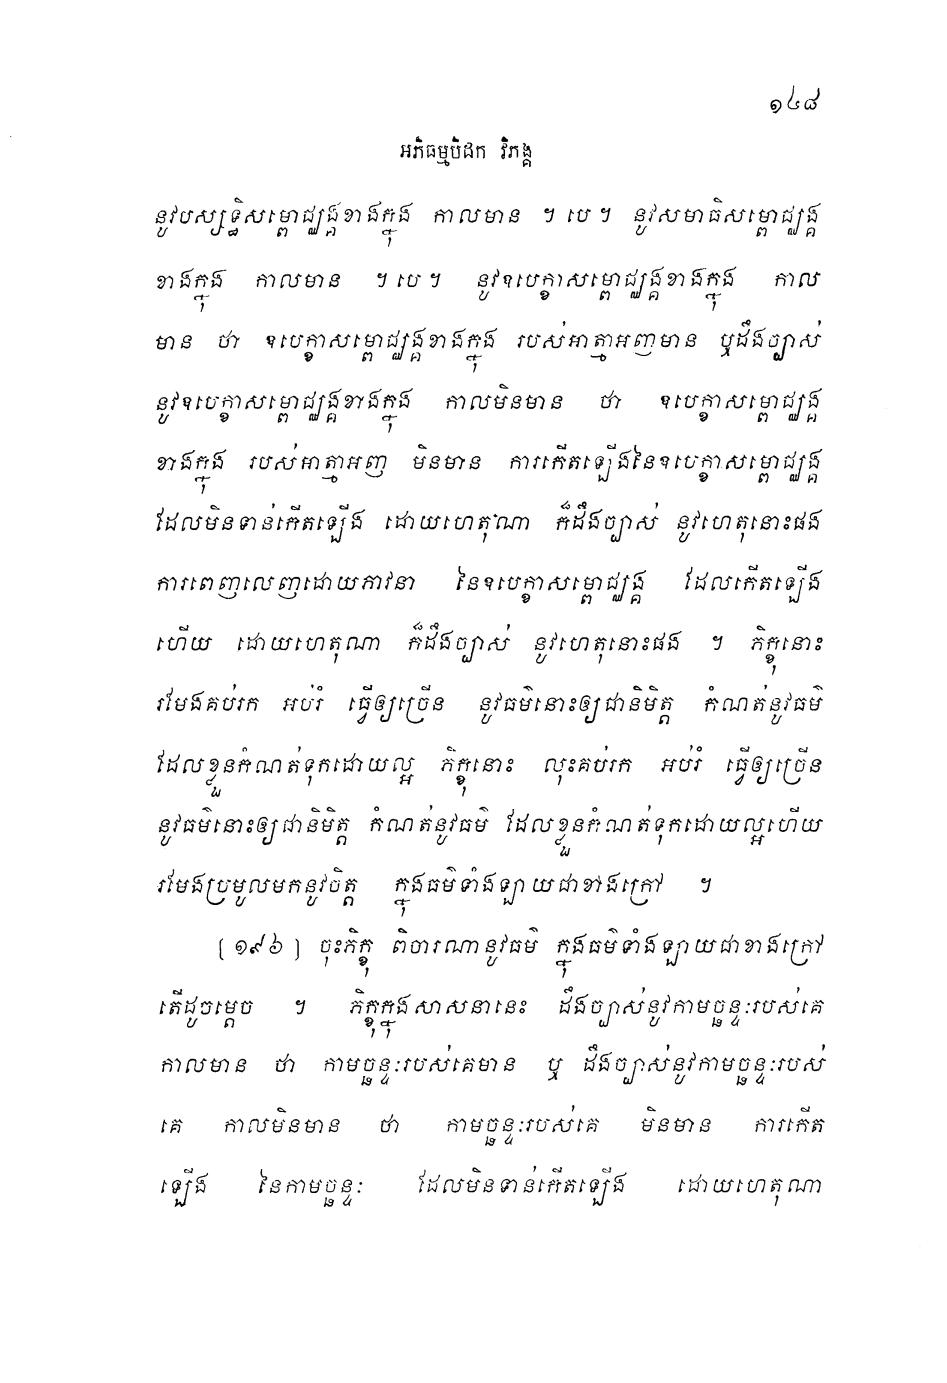 ១៤៨
អភិធម្មបិដក វិភង្គ
នូវបស្សទ្ធិសម្ពោជ្ឈង្គខាងក្នុង កាលមាន ។ បេ ។ នូវសមាធិសម្ពោជ្ឈង្គ
ខាងក្នុង កាលមាន ។ បេ ។ នូវឧបេក្ខាសម្ពោជ្ឈង្គខាងក្នុង កាល
មាន ថា ឧបេក្ខាសម្ពោជ្ឈង្គខាងក្នុង របស់អាត្មាអញមាន ឬដឹងច្បាស់
នូវឧបេក្ខាសម្ពោជ្ឈង្គខាងក្នុង កាលមិនមាន ថា ឧបេក្ខាសម្ពោជ្ឈង្គ
ខាងក្នុង របស់អាត្មាអញ មិនមាន ការកើតឡើងនៃឧបេក្ខាសម្ពោជ្ឈង្គ
ដែលមិនទាន់កើតឡើង ដោយហេតុណា ក៏ដឹងច្បាស់ នូវហេតុនោះផង
ការពេញលេញដោយភាវនា នៃឧបេក្ខាសម្ពោជ្ឈង្គ ដែលកើតឡើង
ហើយ ដោយហេតុណា ក៏ដឹងច្បាស់ នូវហេតុនោះផង ។ ភិក្ខុនោះ
រមែងគប់រក អប់រំ ធ្វើឲ្យច្រើន នូវធម៌នោះឲ្យជានិមិត្ត កំណត់នូវធម៌
ដែលខ្លួនកំណត់ទុកដោយល្អ ភិក្ខុនោះ លុះគប់រក អប់រំ ធ្វើឲ្យច្រើន
នូវធម៌នោះឲ្យជានិមិត្ត កំណត់នូវធម៌ ដែលខ្លួនកំណត់ទុកដោយល្អហើយ
រមែងប្រមូលមកនូវចិត្ត ក្នុងធម៌ទាំងឡាយជាខាងក្រៅ ។
[ ១៩៦ ] ចុះភិក្ខុ ពិចារណានូវធម៌ ក្នុងធម៌ទាំងឡាយជាខាងក្រៅ
តើដូចម្តេច ។ ភិក្ខុក្នុងសាសនានេះ ដឹងច្បាស់នូវកាមច្ឆន្ទៈរបស់គេ
កាលមាន ថា កាមច្ឆន្ទៈរបស់គេមាន ឬ ដឹងច្បាស់នូវកាមច្ឆន្ទៈរបស់
គេ កាលមិនមាន ថា កាមច្ឆន្ទៈរបស់គេ មិនមាន ការកើត
ឡើង នៃកាមច្ឆន្ទៈ ដែលមិនទាន់កើតឡើង ដោយហេតុណា